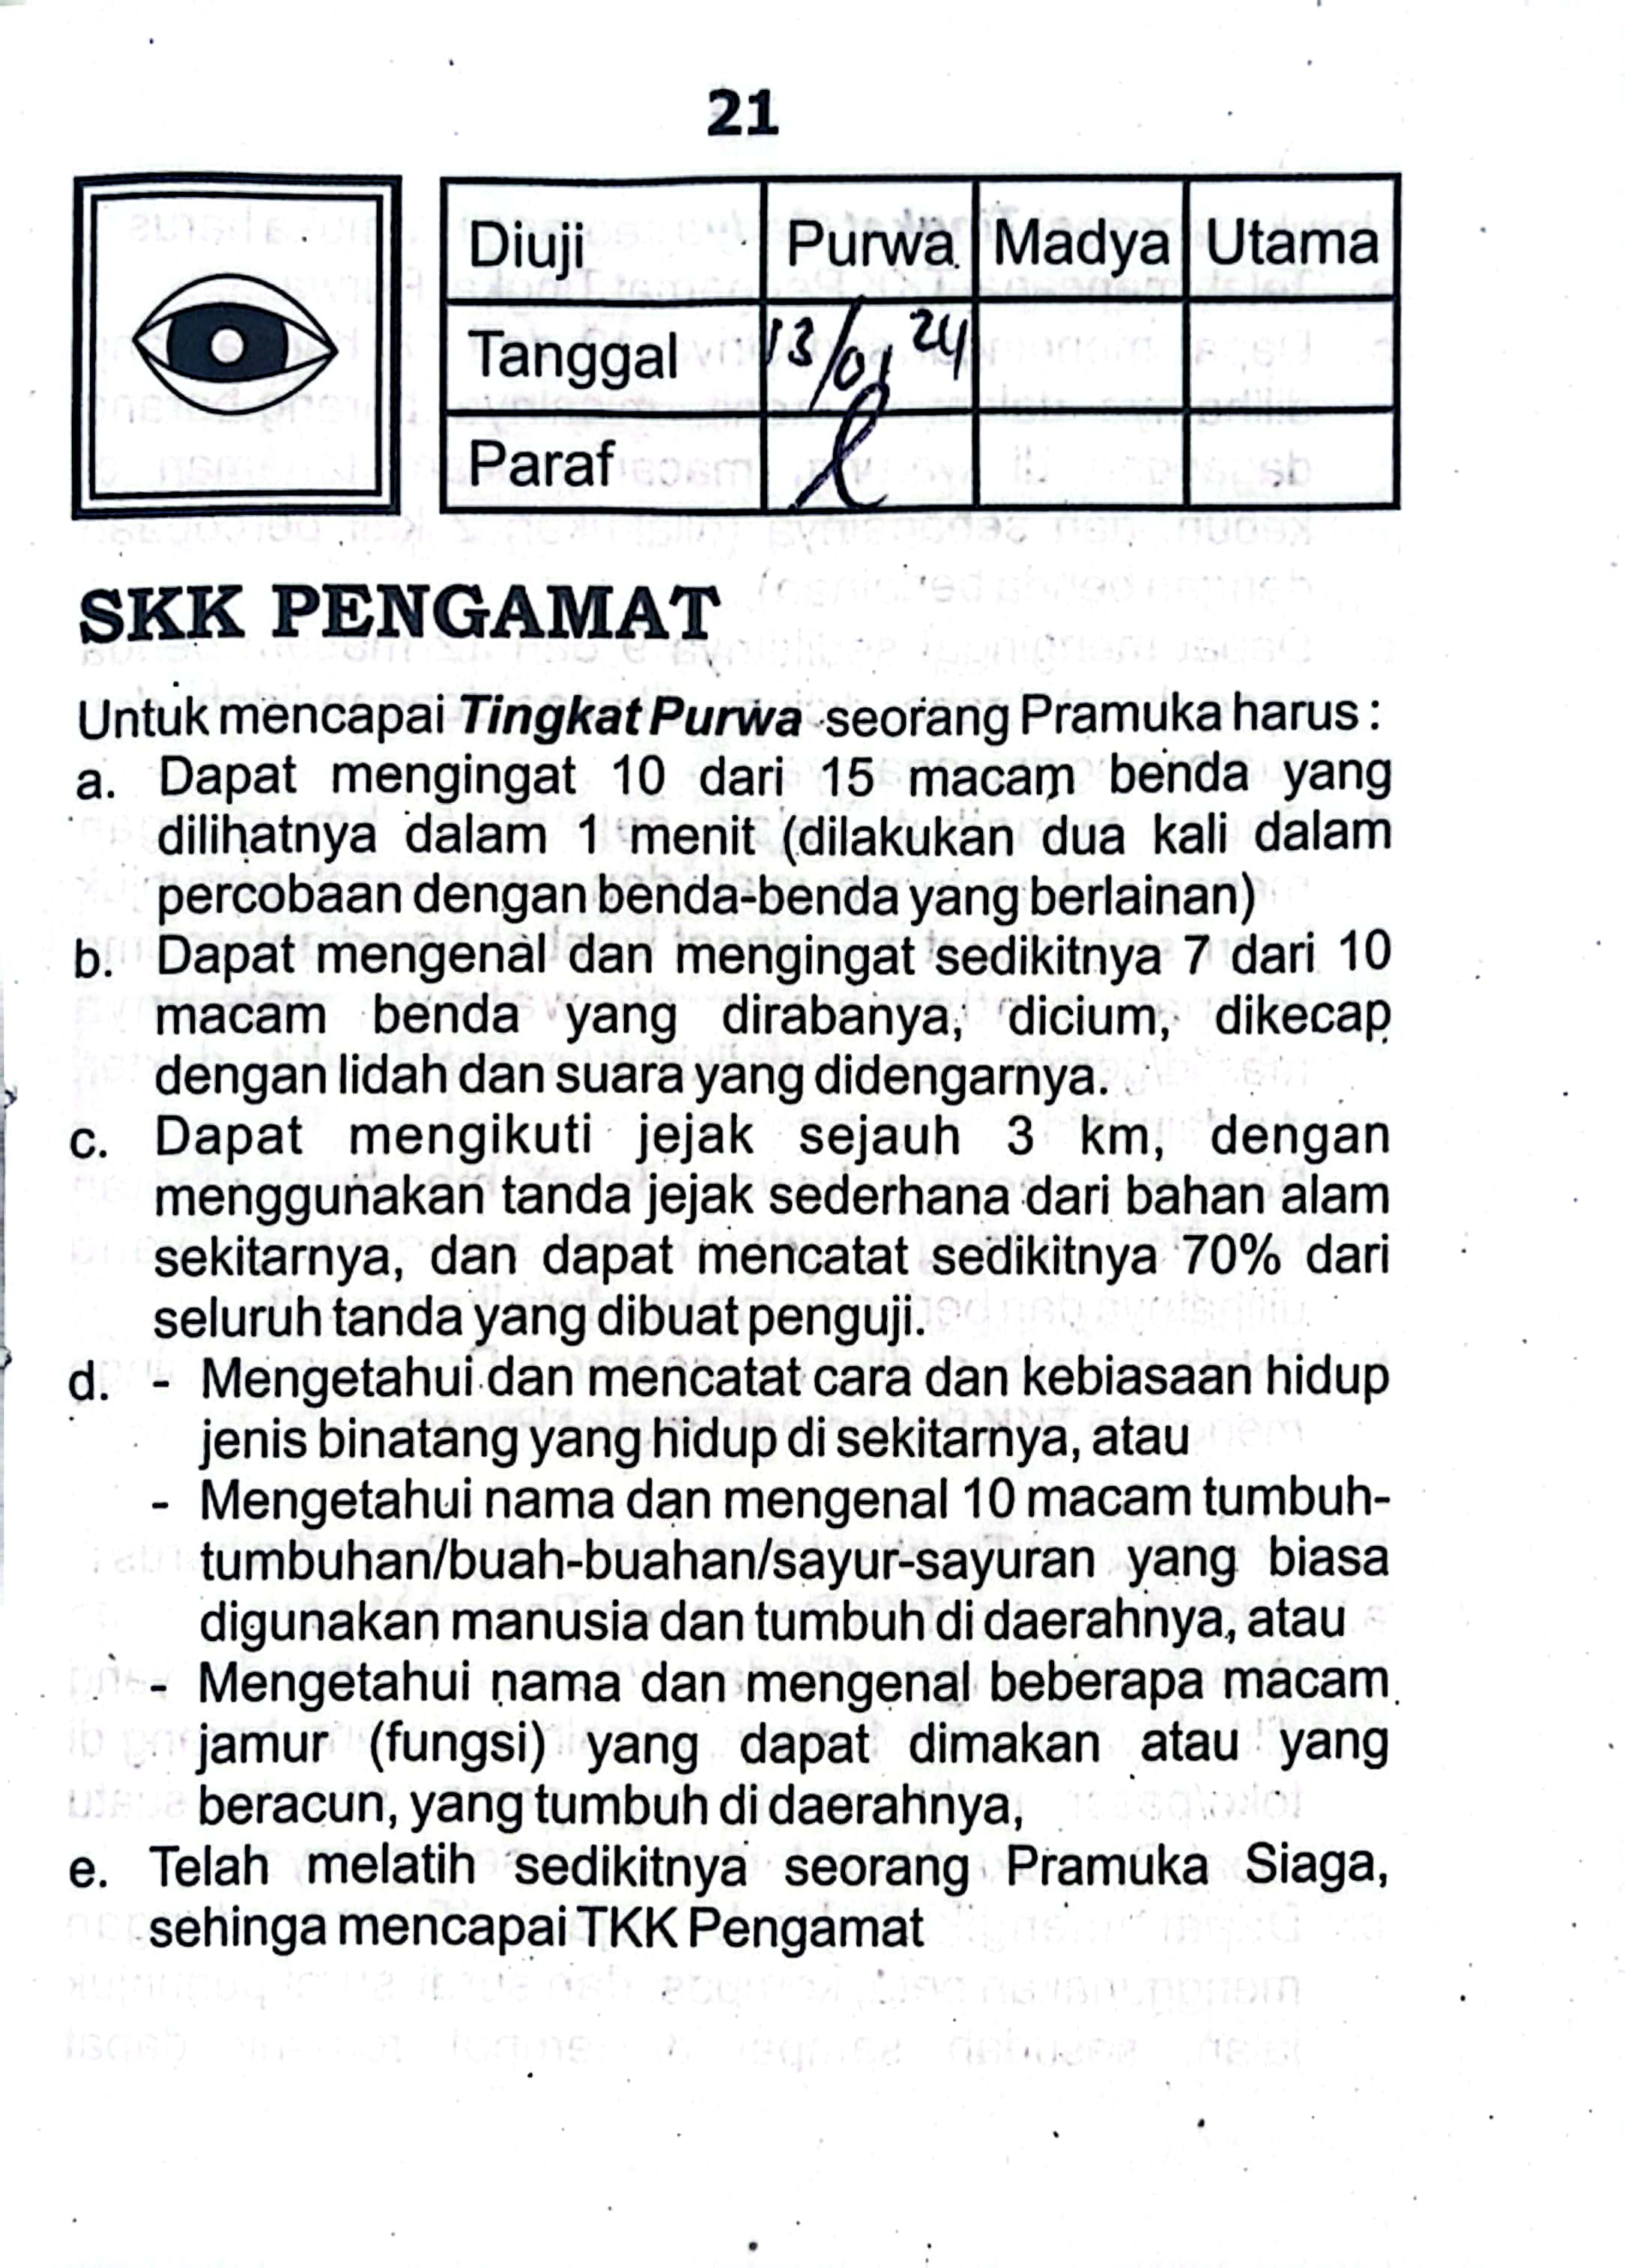 21
Diuji Purwa Madya Utama
Tanggal 13/01 24
Paraf
SKK PENGAMAT
Untuk mencapai Tingkat Purwa seorang Pramuka harus :
a. Dapat mengingat 10 dari 15 macam benda yang
dilihatnya dalam 1 menit (dilakukan dua kali dalam
percobaan dengan benda-benda yang berlainan)
b. Dapat mengenal dan mengingat sedikitnya 7 dari 10
macam benda yang dirabanya, dicium, dikecap
dengan lidah dan suara yang didengarnya.
c. Dapat mengikuti jejak sejauh 3 km, dengan
menggunakan tanda jejak sederhana dari bahan alam
sekitarnya, dan dapat mencatat sedikitnya 70% dari
seluruh tanda yang dibuat penguji.
d. - Mengetahui dan mencatat cara dan kebiasaan hidup
jenis binatang yang hidup di sekitarnya, atau
- Mengetahui nama dan mengenal 10 macam tumbuh-
tumbuhan/buah-buahan/sayur-sayuran yang biasa
digunakan manusia dan tumbuh di daerahnya, atau
- Mengetahui nama dan mengenal beberapa macam
jamur (fungsi) yang dapat dimakan atau yang
beracun, yang tumbuh di daerahnya,
e. Telah melatih sedikitnya seorang Pramuka Siaga,
sehinga mencapai TKK Pengamat